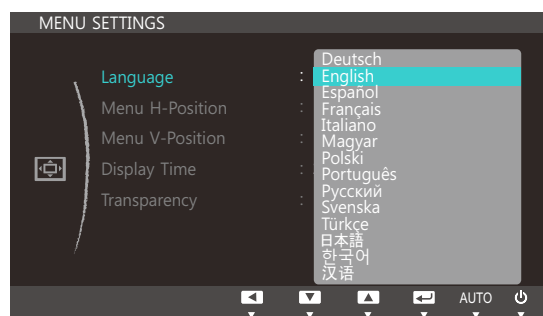 MENU SETTINGS
Language :
Menu H-Position :
Menu V-Position :
Display Time :
Transparency :
Deutsch
English
Español
Français
Italiano
Magyar
Polski
Português
Русский
Svenska
Türkçe
日本語
한국어
汉语
AUTO